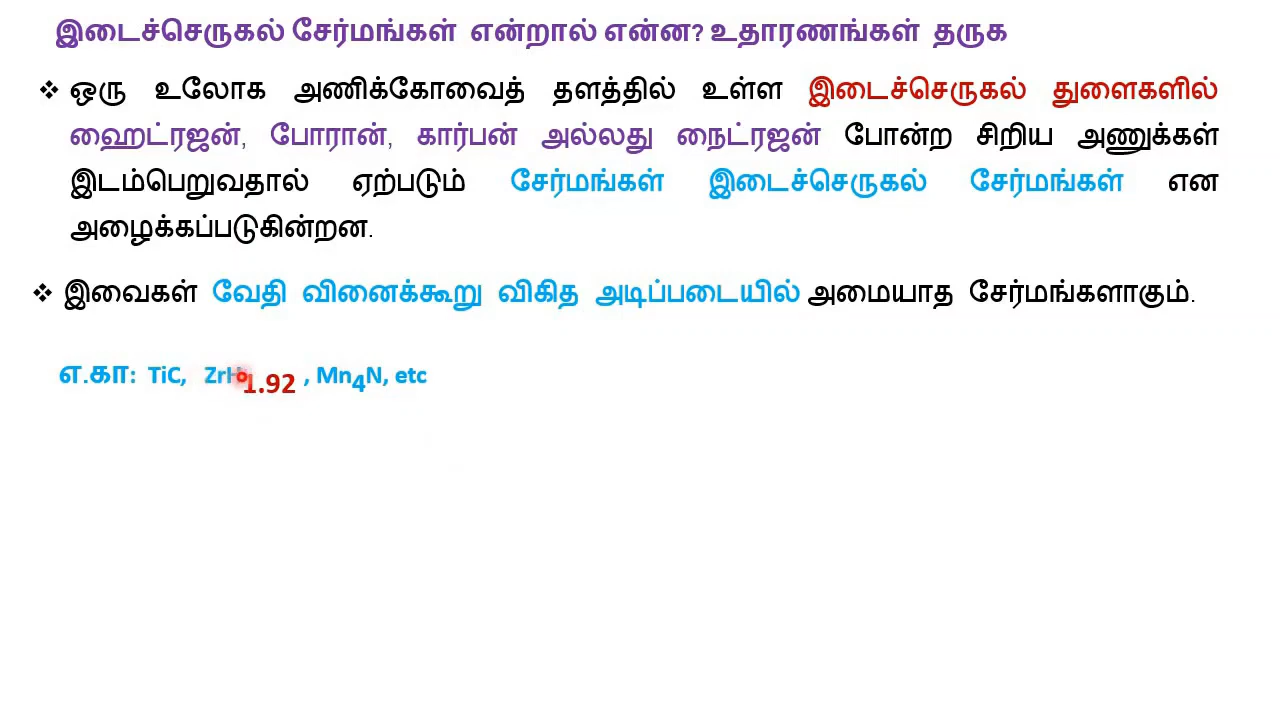 இடைச்செருகல் சேர்மங்கள் என்றால் என்ன? உதாரணங்கள் தருக
❖ ஒரு உலோக அணிக்கோவைத் தளத்தில் உள்ள இடைச்செருகல் துளைகளில்
ஹைட்ரஜன், போரான், கார்பன் அல்லது நைட்ரஜன் போன்ற சிறிய அணுக்கள்
இடம்பெறுவதால் ஏற்படும் சேர்மங்கள் இடைச்செருகல் சேர்மங்கள் என
அழைக்கப்படுகின்றன.
❖ இவைகள் வேதி வினைக்கூறு விகித அடிப்படையில் அமையாத சேர்மங்களாகும்.
எ.கா: TiC, ZrH1.92 , Mn4N, etc